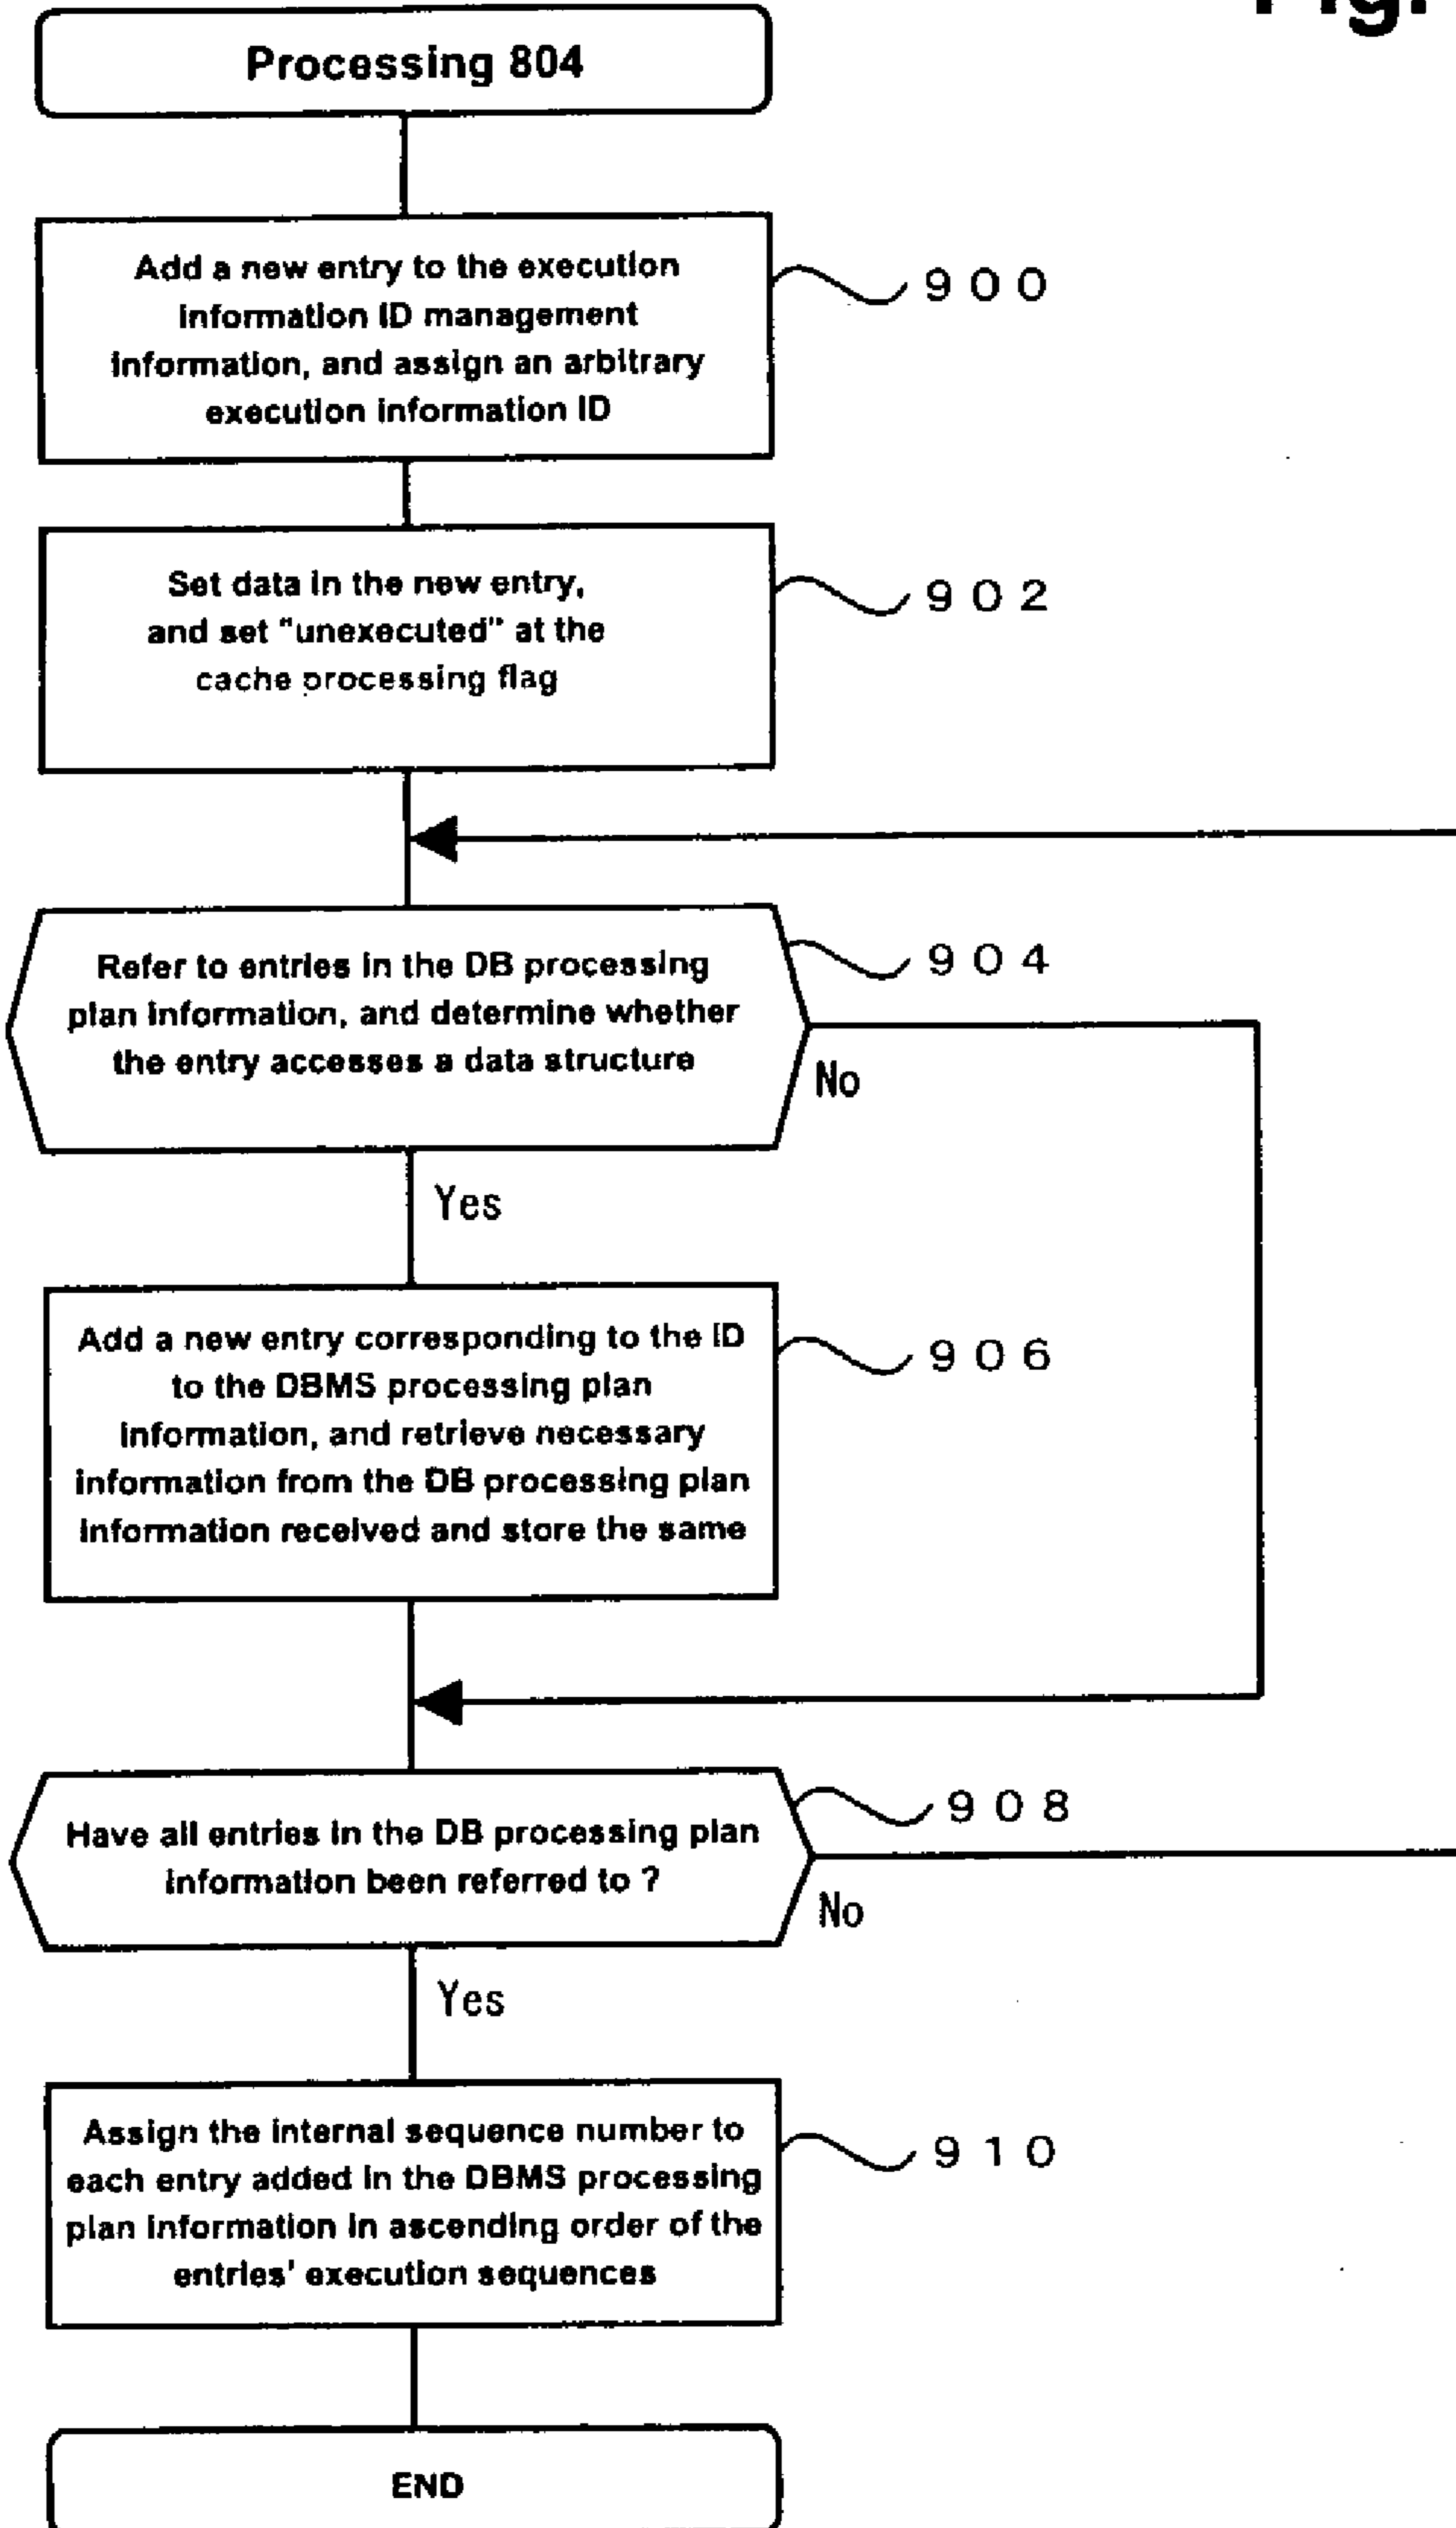 Fig.
Processing 804
Add a new entry to the execution
information ID management
information, and assign an arbitrary
execution information ID
900
Set data in the new entry,
and set "unexecuted" at the
cache processing flag
902
Refer to entries in the DB processing
plan information, and determine whether
the entry accesses a data structure
904
No
Yes
Add a new entry corresponding to the ID
to the DBMS processing plan
information, and retrieve necessary
information from the DB processing plan
information received and store the same
906
Have all entries in the DB processing plan
information been referred to ?
908
No
Yes
Assign the internal sequence number to
each entry added in the DBMS processing
plan information in ascending order of the
entries' execution sequences
910
END